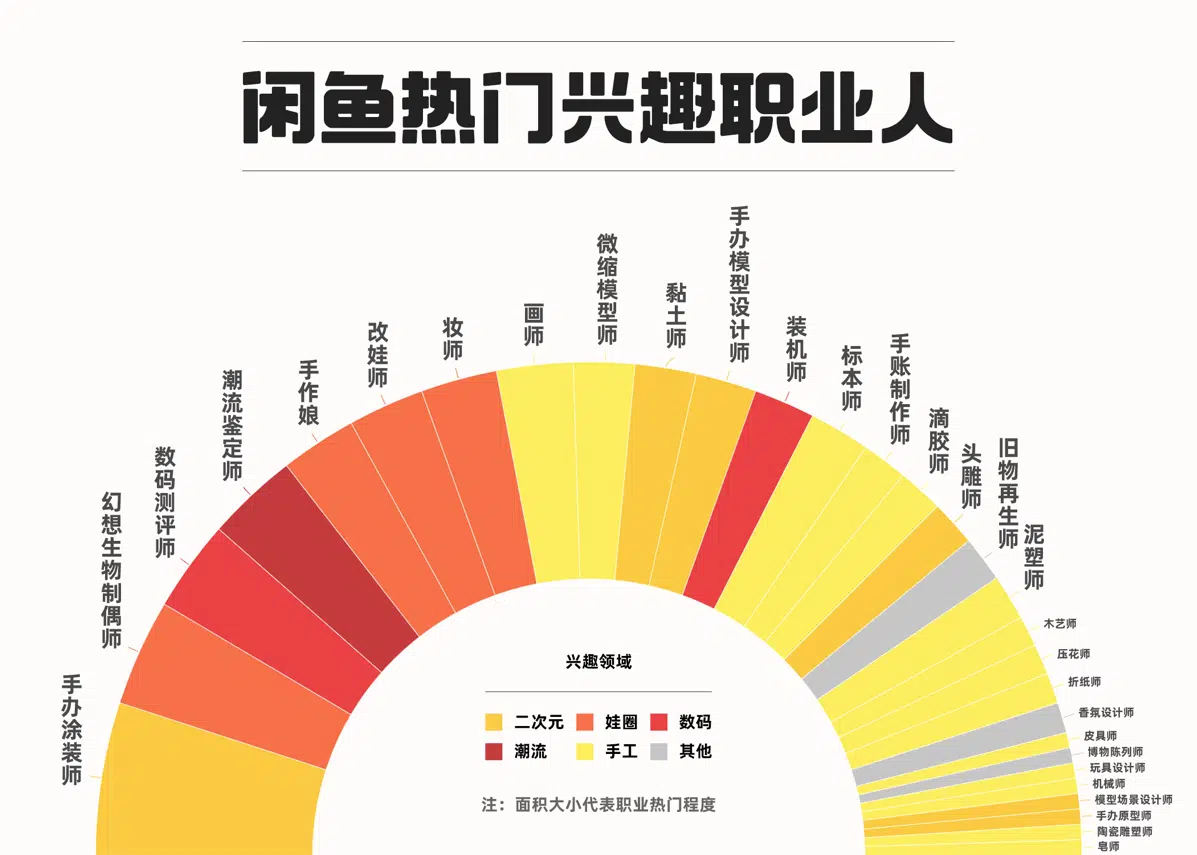 闲鱼热门兴趣职业人
手办涂装师
幻想生物制偶师
数码测评师
潮流鉴定师
手作娘
改娃师
妆师
画师
微缩模型师
黏土师
手办模型设计师
装机师
标本师
手账制作师
滴胶师
头雕师
旧物再生师
泥塑师
木艺师
压花师
折纸师
香氛设计师
皮具师
博物陈列师
玩具设计师
机械师
模型场景设计师
手办原型师
陶瓷雕塑师
皂师
兴趣领域
二次元 娃圈 数码
潮流 手工 其他
注：面积大小代表职业热门程度